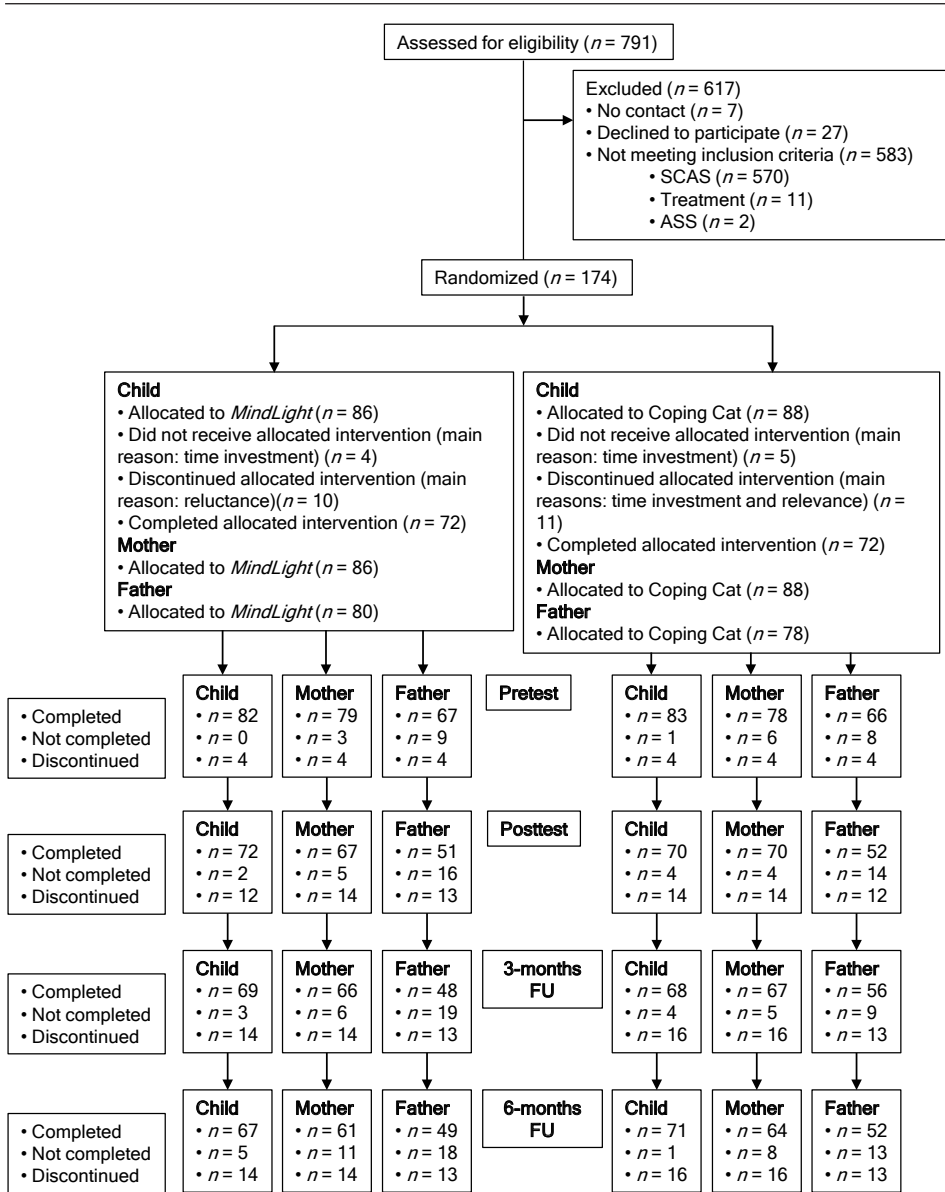 Assessed for eligibility (n = 791)
Excluded (n = 617)
• No contact (n = 7)
• Declined to participate (n = 27)
• Not meeting inclusion criteria (n = 583)
• SCAS (n = 570)
• Treatment (n = 11)
• ASS (n = 2)
Randomized (n = 174)
Child
• Allocated to MindLight (n = 86)
• Did not receive allocated intervention (main
reason: time investment) (n = 4)
• Discontinued allocated intervention (main
reason: reluctance)(n = 10)
• Completed allocated intervention (n = 72)
Mother
• Allocated to MindLight (n = 86)
Father
• Allocated to MindLight (n = 80)
Child
• Allocated to Coping Cat (n = 88)
• Did not receive allocated intervention (main
reason: time investment) (n = 5)
• Discontinued allocated intervention (main
reasons: time investment and relevance) (n =
11)
• Completed allocated intervention (n = 72)
Mother
• Allocated to Coping Cat (n = 88)
Father
• Allocated to Coping Cat (n = 78)
Child Mother Father Pretest Child Mother Father
• Completed • n = 82 • n = 79 • n = 67 • n = 83 • n = 78 • n = 66
• Not completed • n = 0 • n = 3 • n = 9 • n = 1 • n = 6 • n = 8
• Discontinued • n = 4 • n = 4 • n = 4 • n = 4 • n = 4 • n = 4
Child Mother Father Posttest Child Mother Father
• Completed • n = 72 • n = 67 • n = 51 • n = 70 • n = 70 • n = 52
• Not completed • n = 2 • n = 5 • n = 16 • n = 4 • n = 4 • n = 14
• Discontinued • n = 12 • n = 14 • n = 13 • n = 14 • n = 14 • n = 12
Child Mother Father 3-months Child Mother Father
• Completed • n = 69 • n = 66 • n = 48 FU • n = 68 • n = 67 • n = 56
• Not completed • n = 3 • n = 6 • n = 19 • n = 4 • n = 5 • n = 9
• Discontinued • n = 14 • n = 14 • n = 13 • n = 16 • n = 16 • n = 13
Child Mother Father 6-months Child Mother Father
• Completed • n = 67 • n = 61 • n = 49 FU • n = 71 • n = 64 • n = 52
• Not completed • n = 5 • n = 11 • n = 18 • n = 1 • n = 8 • n = 13
• Discontinued • n = 14 • n = 14 • n = 13 • n = 16 • n = 16 • n = 13